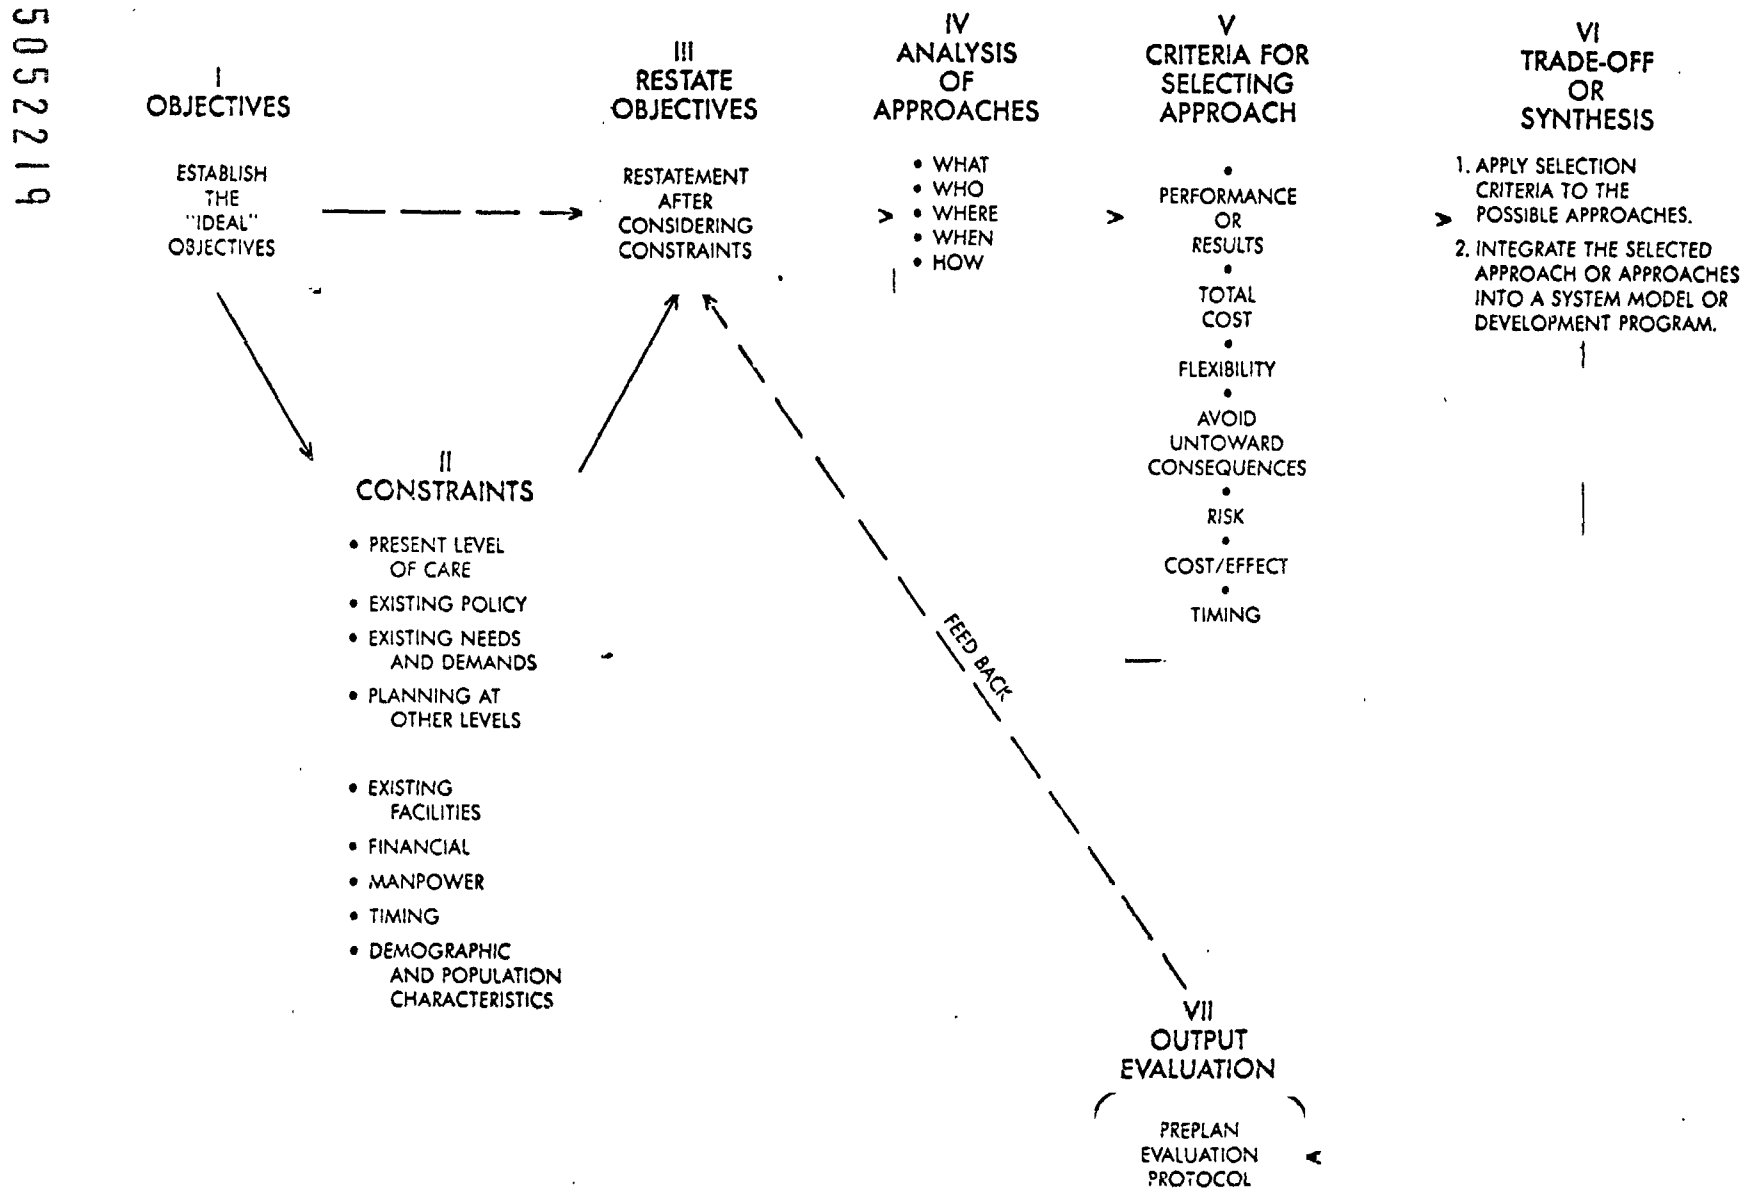 5052219
I
OBJECTIVES
ESTABLISH
THE
"IDEAL"
OBJECTIVES
II
CONSTRAINTS
• PRESENT LEVEL
OF CARE
• EXISTING POLICY
• EXISTING NEEDS
AND DEMANDS
• PLANNING AT
OTHER LEVELS
• EXISTING
FACILITIES
• FINANCIAL
• MANPOWER
• TIMING
• DEMOGRAPHIC
AND POPULATION
CHARACTERISTICS
III
RESTATE
OBJECTIVES
RESTATEMENT
AFTER
CONSIDERING
CONSTRAINTS
IV
ANALYSIS
OF
APPROACHES
• WHAT
• WHO
• WHERE
• WHEN
• HOW
V
CRITERIA FOR
SELECTING
APPROACH
•
PERFORMANCE
OR
RESULTS
•
TOTAL
COST
•
FLEXIBILITY
•
AVOID
UNTOWARD
CONSEQUENCES
•
RISK
•
COST/EFFECT
•
TIMING
VI
TRADE-OFF
OR
SYNTHESIS
1. APPLY SELECTION
CRITERIA TO THE
POSSIBLE APPROACHES.
2. INTEGRATE THE SELECTED
APPROACH OR APPROACHES
INTO A SYSTEM MODEL OR
DEVELOPMENT PROGRAM.
FEED BACK
VII
OUTPUT
EVALUATION
PREPLAN
EVALUATION
PROTOCOL